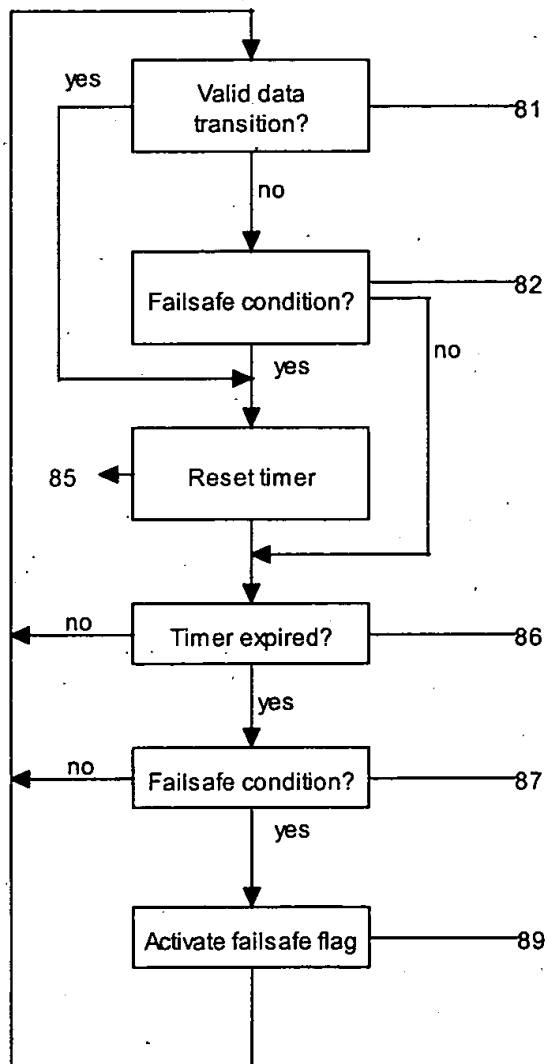 yes
Valid data
transition?
81
no
Failsafe condition?
82
no
yes
85
Reset timer
no
Timer expired?
86
yes
no
Failsafe condition?
87
yes
Activate failsafe flag
89